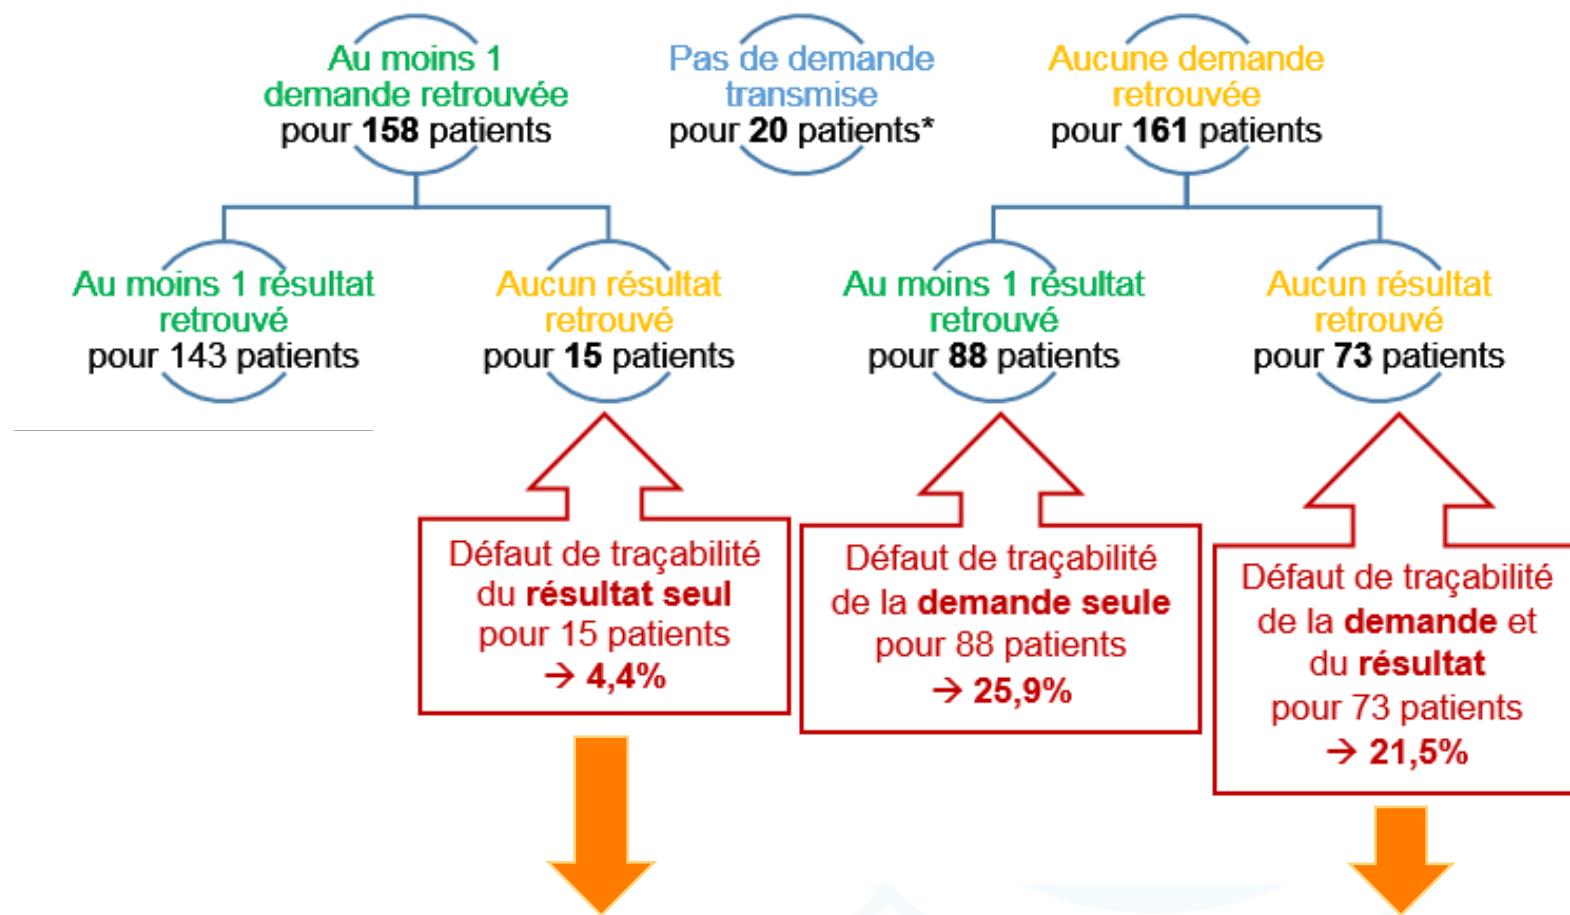 Au moins 1
demande retrouvée
pour 158 patients
Pas de demande
transmise
pour 20 patients*
Aucune demande
retrouvée
pour 161 patients
Au moins 1 résultat
retrouvé
pour 143 patients
Aucun résultat
retrouvé
pour 15 patients
Au moins 1 résultat
retrouvé
pour 88 patients
Aucun résultat
retrouvé
pour 73 patients
Défaut de traçabilité
du résultat seul
pour 15 patients
→ 4,4%
Défaut de traçabilité
de la demande seule
pour 88 patients
→ 25,9%
Défaut de traçabilité
de la demande et
du résultat
pour 73 patients
→ 21,5%